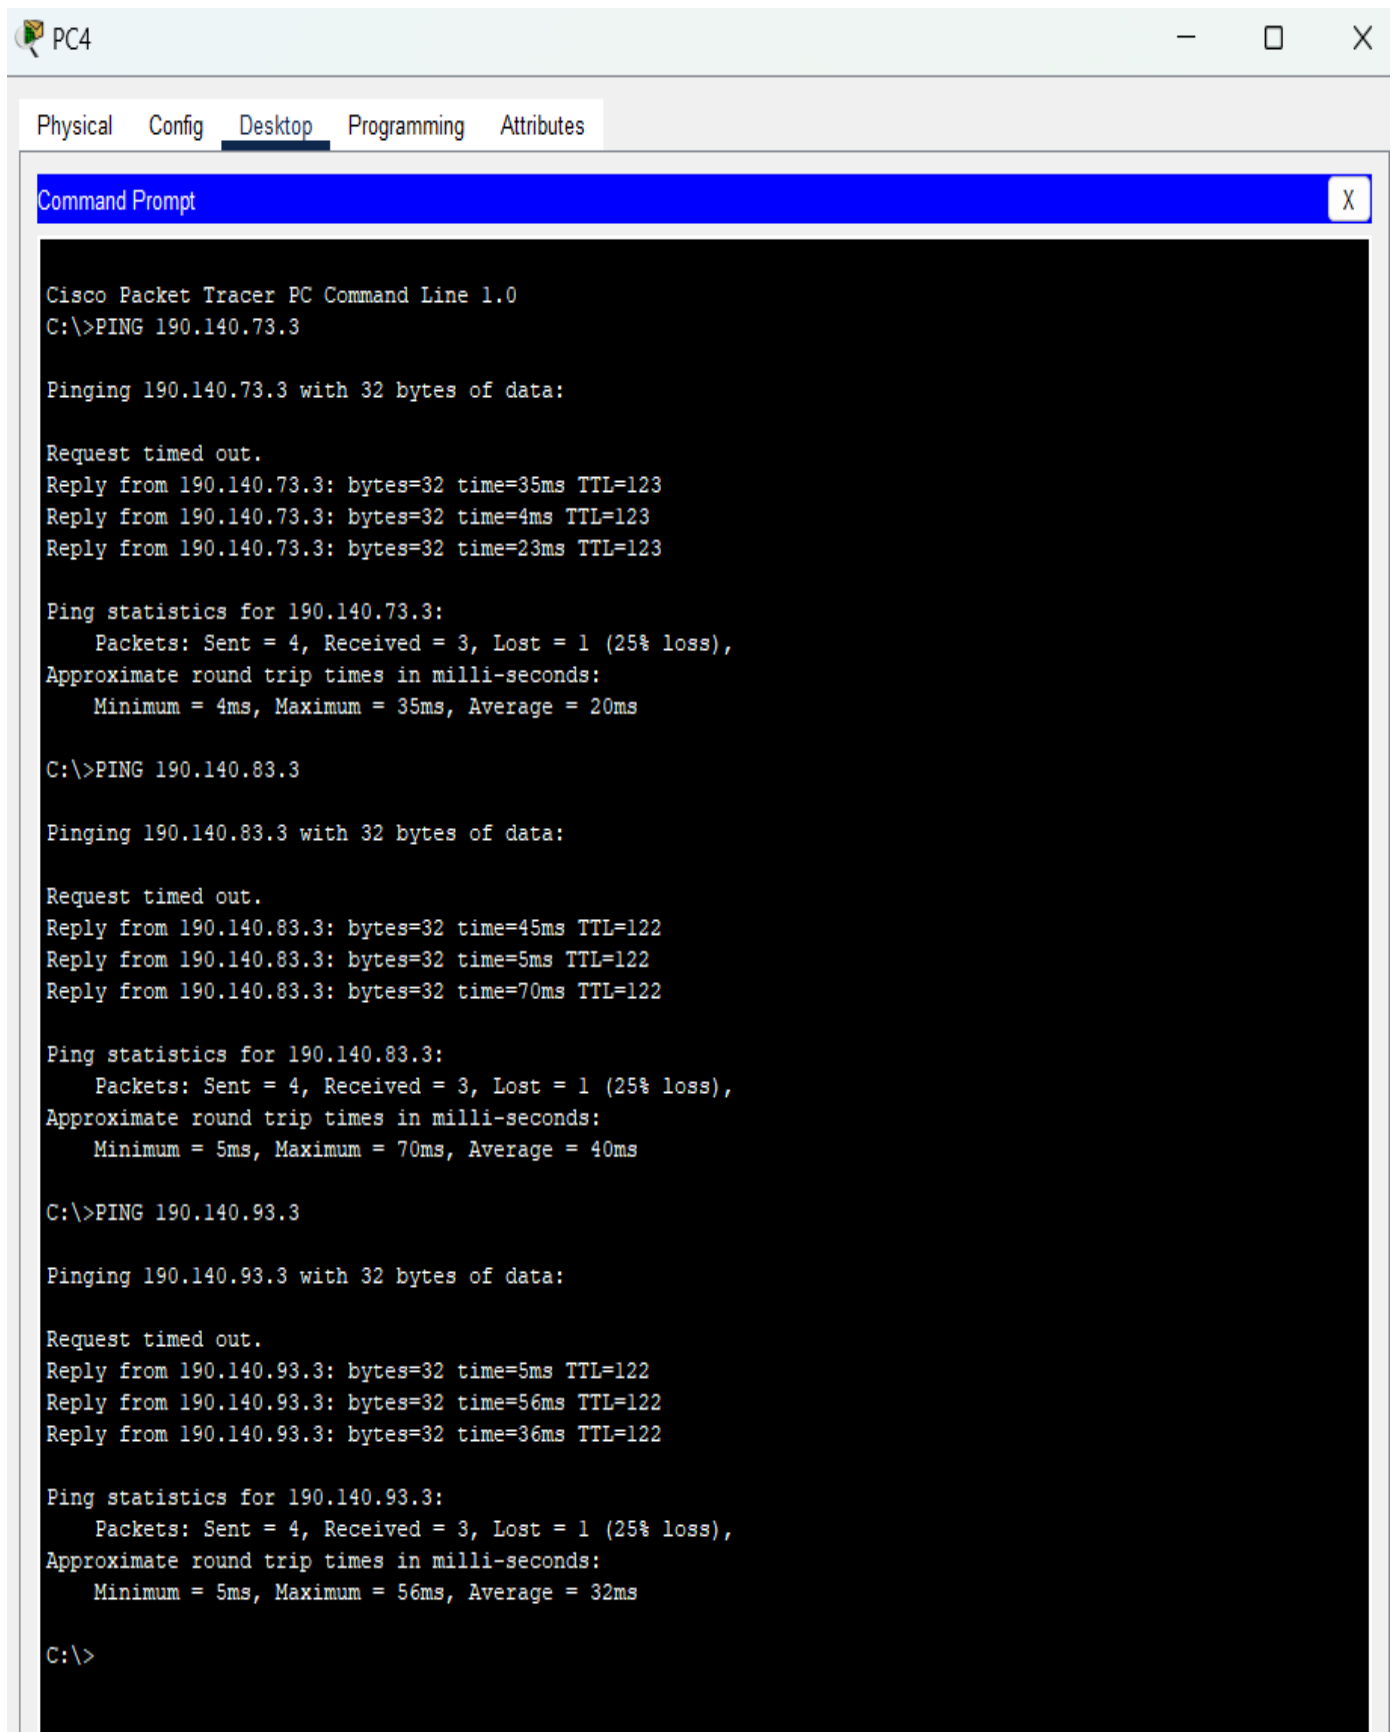 PC4
Physical Config Desktop Programming Attributes
Command Prompt
X
Cisco Packet Tracer PC Command Line 1.0
C:\>PING 190.140.73.3
Pinging 190.140.73.3 with 32 bytes of data:
Request timed out.
Reply from 190.140.73.3: bytes=32 time=35ms TTL=123
Reply from 190.140.73.3: bytes=32 time=4ms TTL=123
Reply from 190.140.73.3: bytes=32 time=23ms TTL=123
Ping statistics for 190.140.73.3:
Packets: Sent = 4, Received = 3, Lost = 1 (25% loss),
Approximate round trip times in milli-seconds:
Minimum = 4ms, Maximum = 35ms, Average = 20ms
C:\>PING 190.140.83.3
Pinging 190.140.83.3 with 32 bytes of data:
Request timed out.
Reply from 190.140.83.3: bytes=32 time=45ms TTL=122
Reply from 190.140.83.3: bytes=32 time=5ms TTL=122
Reply from 190.140.83.3: bytes=32 time=70ms TTL=122
Ping statistics for 190.140.83.3:
Packets: Sent = 4, Received = 3, Lost = 1 (25% loss),
Approximate round trip times in milli-seconds:
Minimum = 5ms, Maximum = 70ms, Average = 40ms
C:\>PING 190.140.93.3
Pinging 190.140.93.3 with 32 bytes of data:
Request timed out.
Reply from 190.140.93.3: bytes=32 time=5ms TTL=122
Reply from 190.140.93.3: bytes=32 time=56ms TTL=122
Reply from 190.140.93.3: bytes=32 time=36ms TTL=122
Ping statistics for 190.140.93.3:
Packets: Sent = 4, Received = 3, Lost = 1 (25% loss),
Approximate round trip times in milli-seconds:
Minimum = 5ms, Maximum = 56ms, Average = 32ms
C:\>